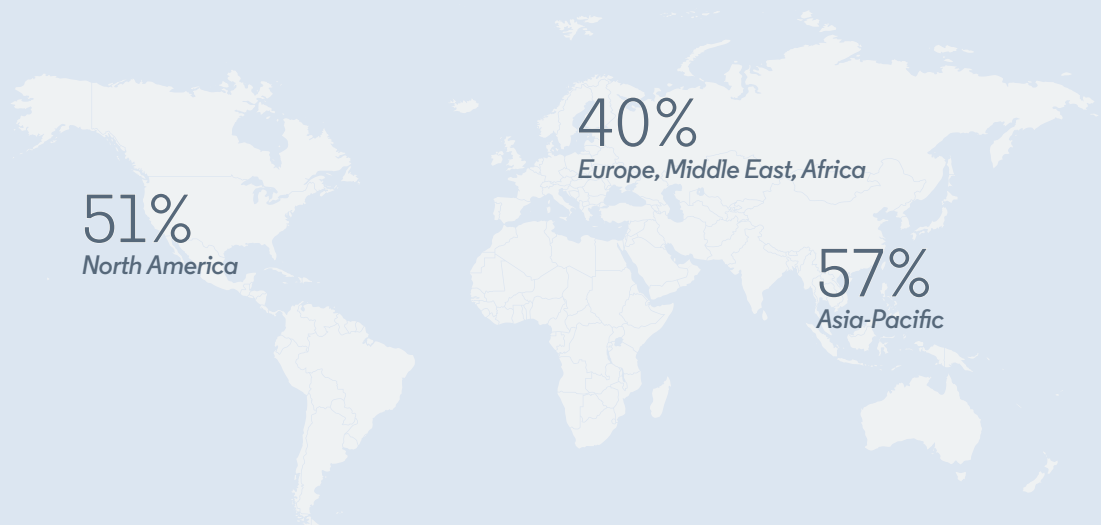 40%
Europe, Middle East, Africa
51%
North America
57%
Asia-Pacific